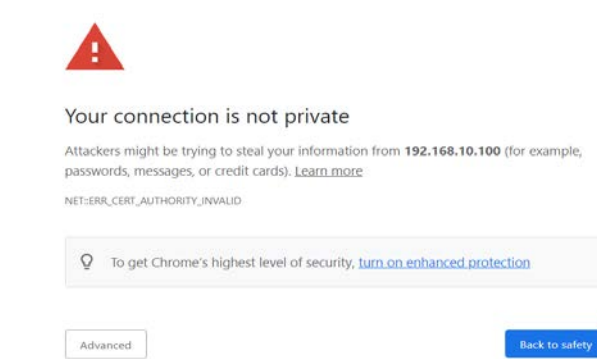 Your connection is not private
Attackers might be trying to steal your information from 192.168.10.100 (for example,
passwords, messages, or credit cards). Learn more
NET::ERR_CERT_AUTHORITY_INVALID
To get Chrome's highest level of security, turn on enhanced protection
Advanced
Back to safety